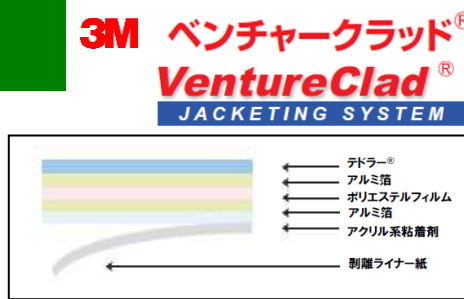 3M ベンチャークラッド®
VentureClad®
JACKETING SYSTEM
テドラー®
アルミ箔
ポリエステルフィルム
アルミ箔
アクリル系粘着剤
剥離ライナー紙